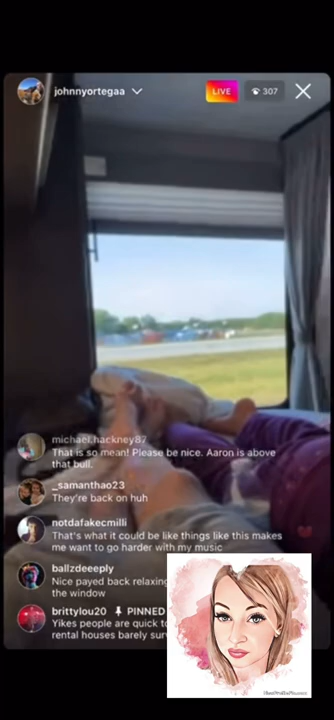 johnnyortegaa
LIVE
307
michael.hackney87
That is so mean! Please be nice. Aaron is above
that bull.
_samanthao23
They're back on huh
notdafakecmilli
That's what it could be like things like this makes
me want to go harder with my music
ballzdeeeply
Nice payed back relaxing
the window
brittylou20 PINNED
Yikes people are quick to
rental houses barely